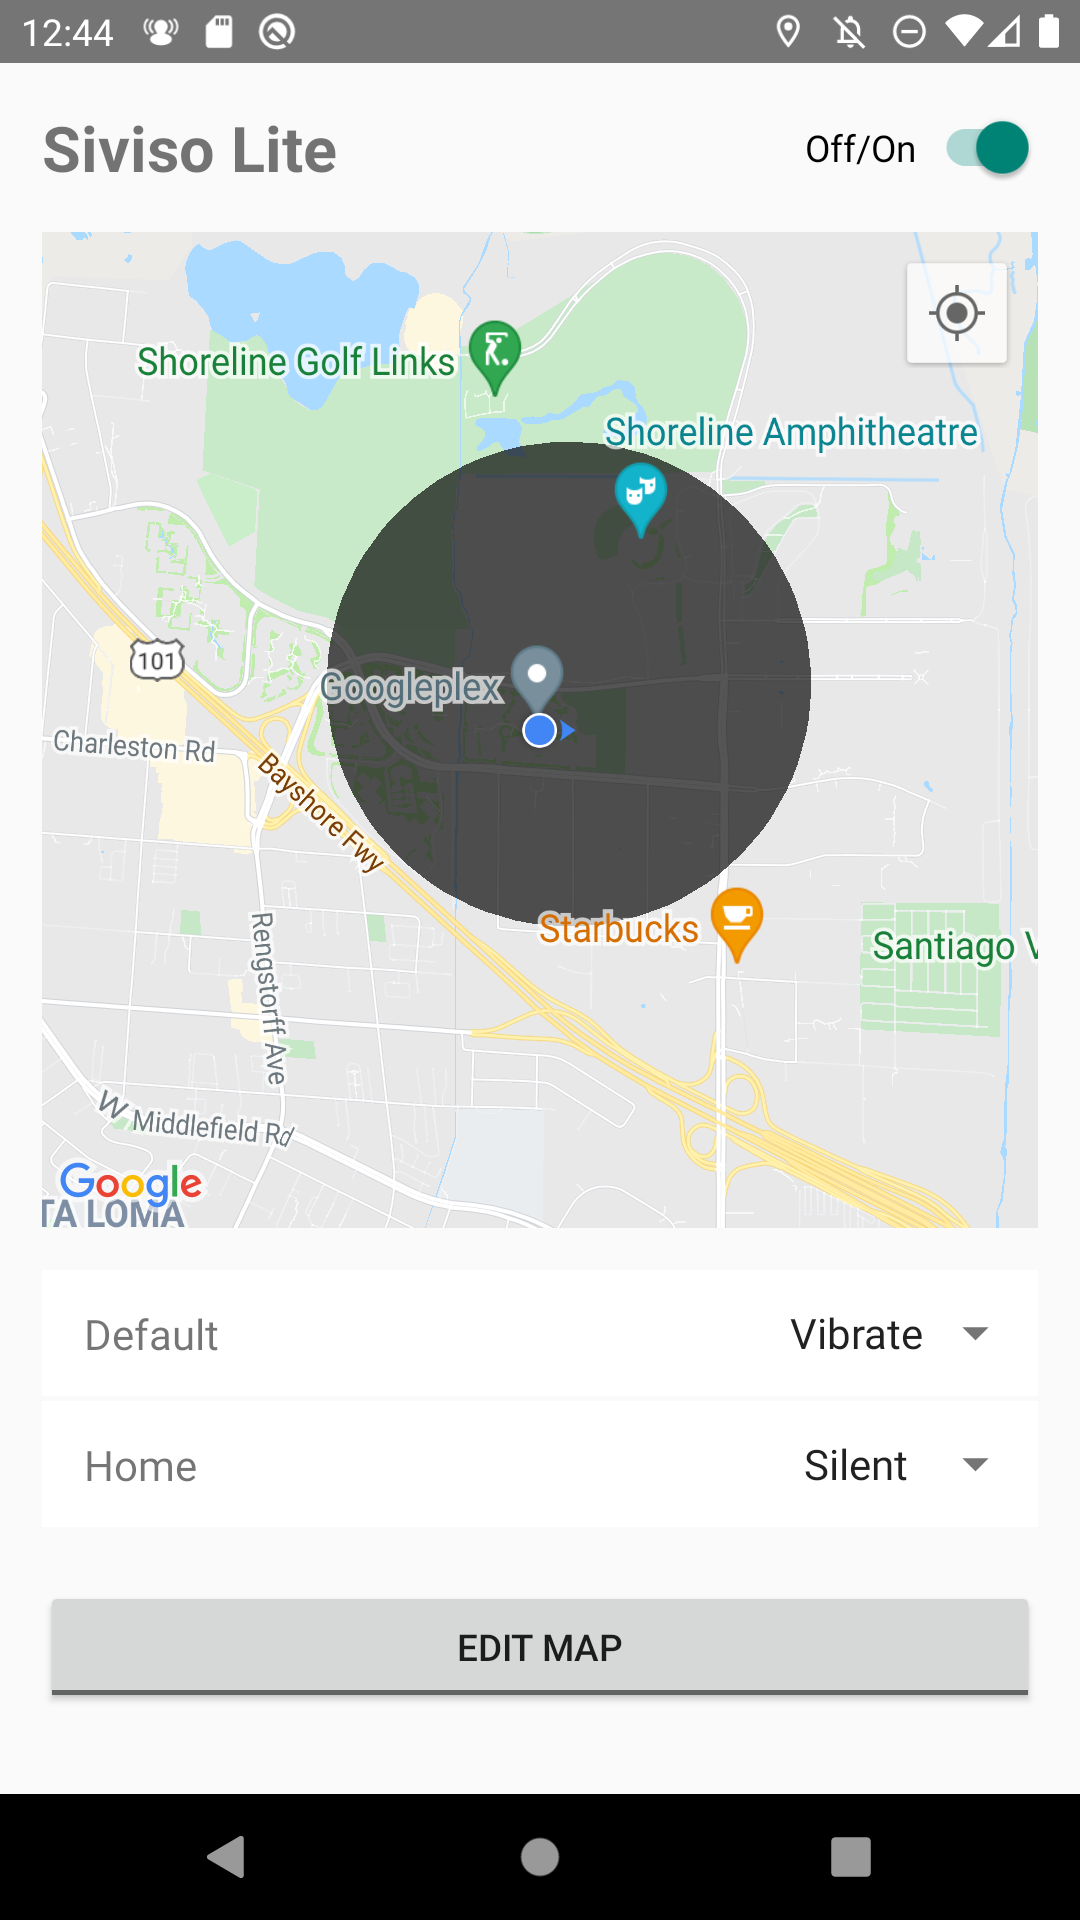 12:44
Siviso Lite
Off/On
Shoreline Golf Links
Shoreline Amphitheatre
101
Googleplex
Charleston Rd
Bayshore Fwy
Starbucks
Rengstorff Ave
Santiago V
W Middlefield Rd
Google
TA LOMA
Default
Vibrate
Home
Silent
EDIT MAP